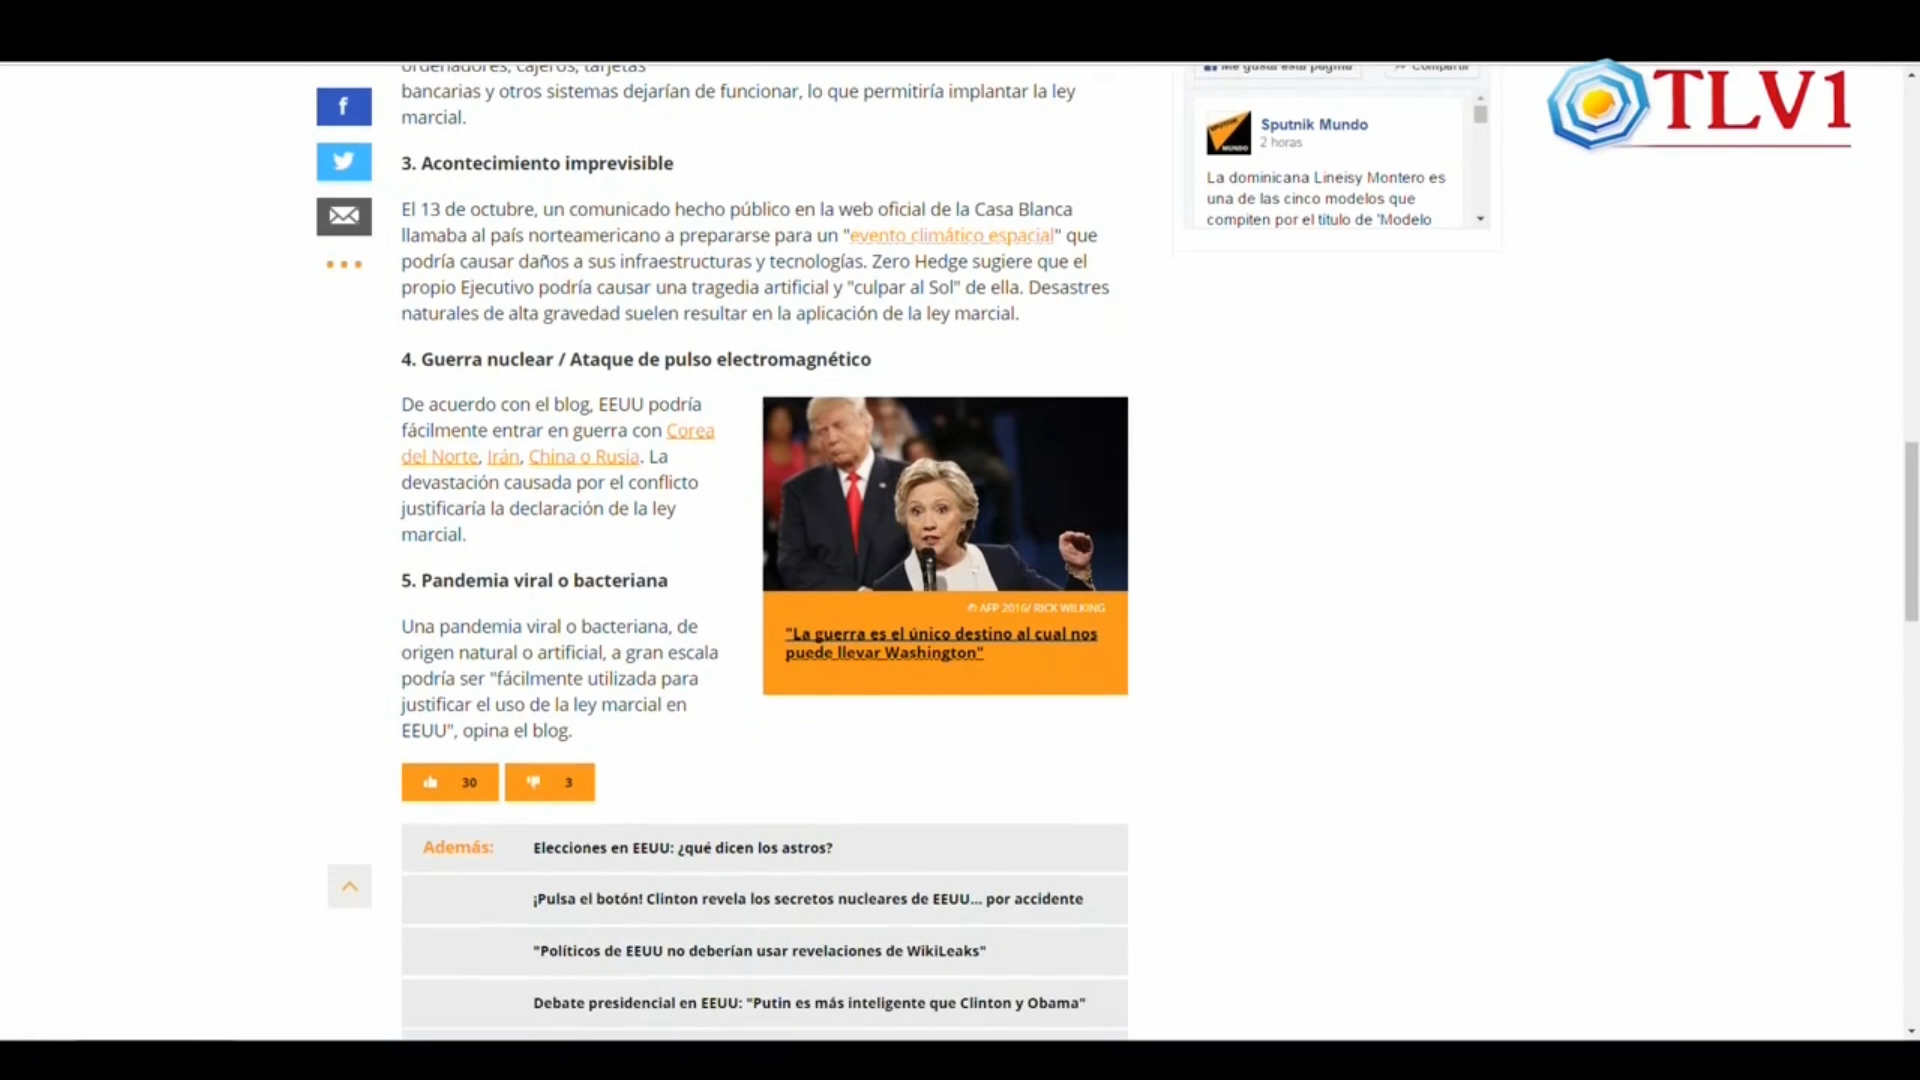 ordenadores, cajeros, tarjetas
bancarias y otros sistemas dejarían de funcionar, lo que permitiría implantar la ley
marcial.
3. Acontecimiento imprevisible
El 13 de octubre, un comunicado hecho público en la web oficial de la Casa Blanca
llamaba al país norteamericano a prepararse para un "evento climático espacial" que
podría causar daños a sus infraestructuras y tecnologías. Zero Hedge sugiere que el
propio Ejecutivo podría causar una tragedia artificial y "culpar al Sol" de ella. Desastres
naturales de alta gravedad suelen resultar en la aplicación de la ley marcial.
4. Guerra nuclear / Ataque de pulso electromagnético
De acuerdo con el blog, EEUU podría
fácilmente entrar en guerra con Corea
del Norte, Irán, China o Rusia. La
devastación causada por el conflicto
justificaría la declaración de la ley
marcial.
© AFP 2016/ RICK WILKING
"La guerra es el único destino al cual nos
puede llevar Washington"
5. Pandemia viral o bacteriana
Una pandemia viral o bacteriana, de
origen natural o artificial, a gran escala
podría ser "fácilmente utilizada para
justificar el uso de la ley marcial en
EEUU", opina el blog.
30
3
Además:
Elecciones en EEUU: ¿qué dicen los astros?
¡Pulsa el botón! Clinton revela los secretos nucleares de EEUU... por accidente
"Políticos de EEUU no deberían usar revelaciones de WikiLeaks"
Debate presidencial en EEUU: "Putin es más inteligente que Clinton y Obama"
Me gusta esta página
Compartir
SPUTNIK
MUNDO
Sputnik Mundo
2 horas
La dominicana Lineisy Montero es
una de las cinco modelos que
compiten por el título de 'Modelo
TLV1